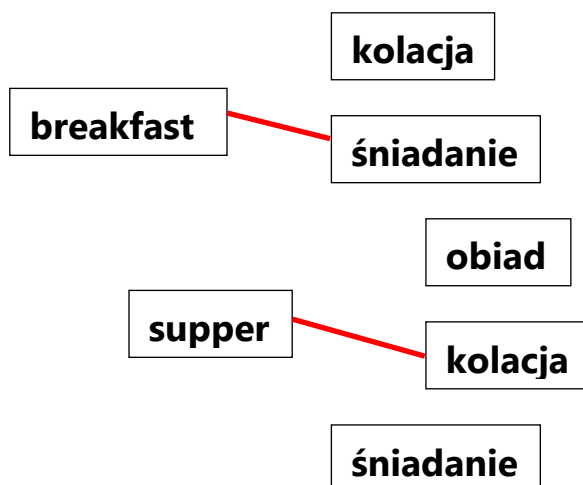 kolacja
breakfast
śniadanie
obiad
supper
kolacja
śniadanie